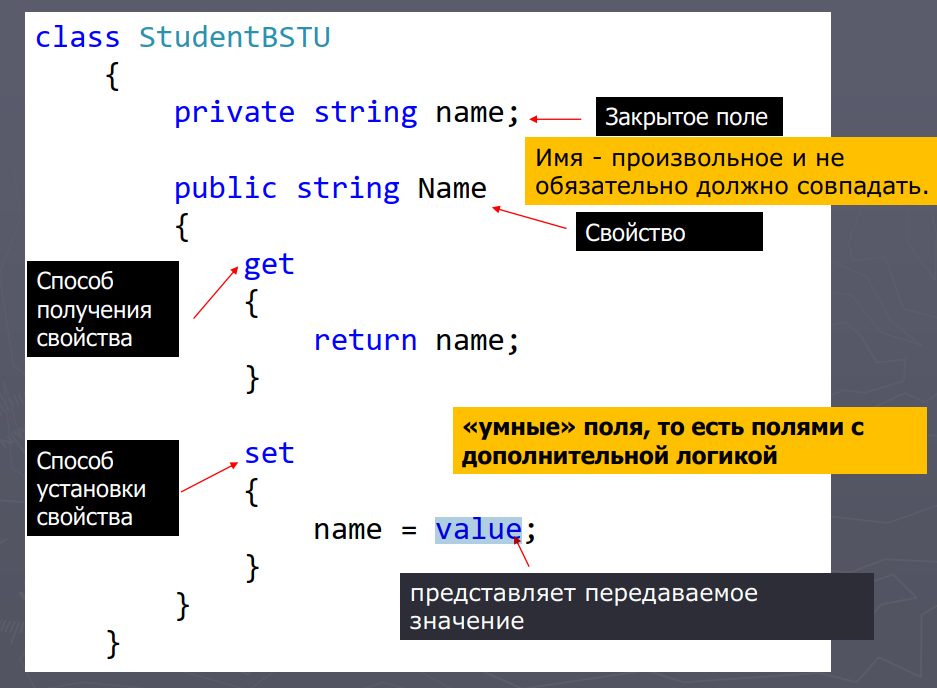 class StudentBSTU
{
private string name;
Закрытое поле
Имя - произвольное и не
обязательно должно совпадать.
public string Name
{
Свойство
get
Способ
получения
свойства
{
return name;
}
«умные» поля, то есть полями с
дополнительной логикой
set
Способ
установки
свойства
{
name = value;
}
представляет передаваемое
значение
}
}